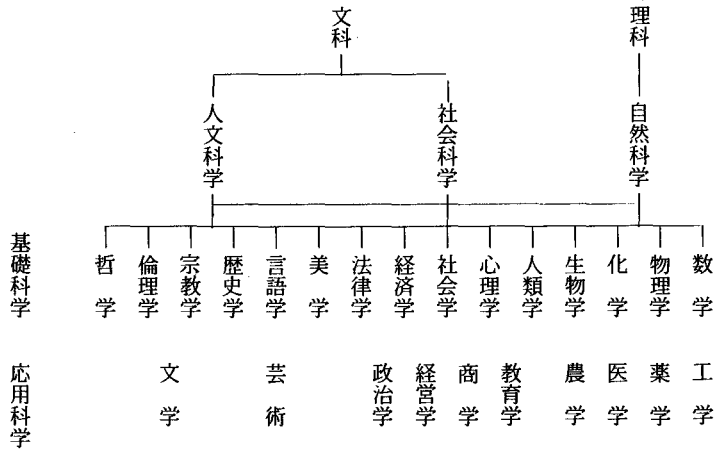 文科
理科
人文科学
社会科学
自然科学
基礎科学
哲学
倫理学
宗教学
歴史学
言語学
美学
法律学
経済学
社会学
心理学
人類学
生物学
化学
物理学
数学
応用科学
文学
芸術
政治学
経営学
商学
教育学
農学
医学
薬学
工学